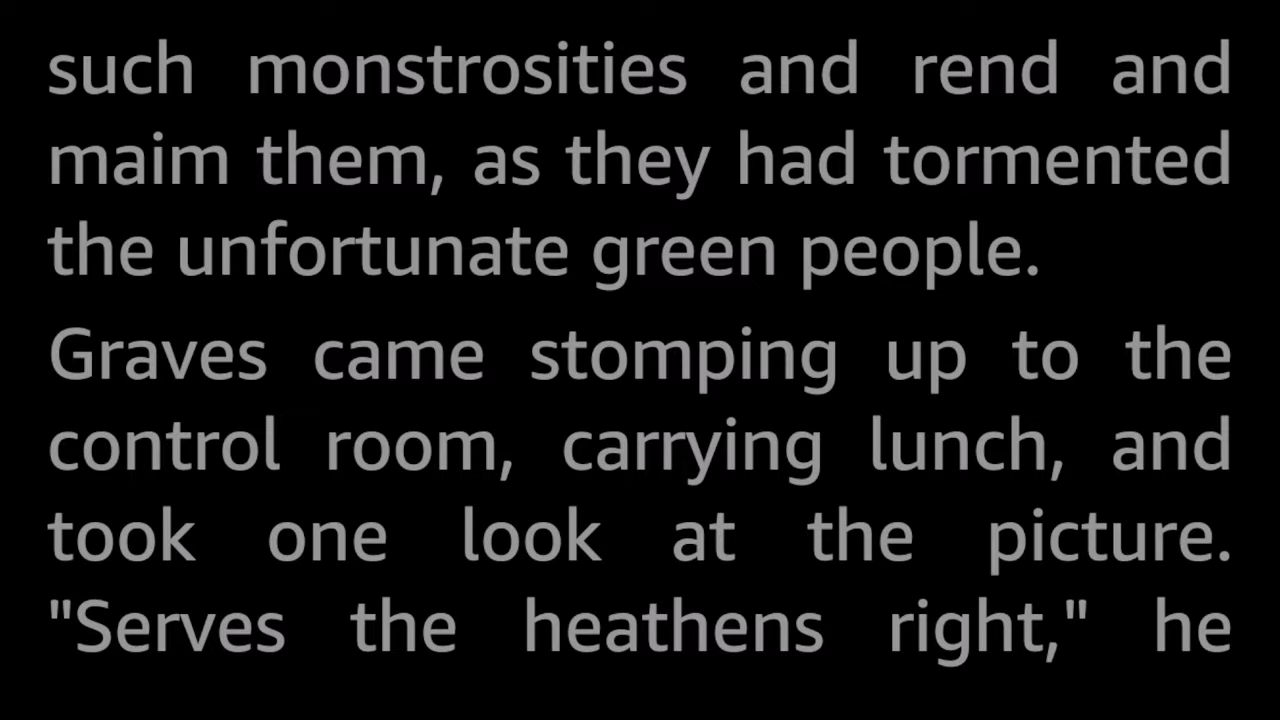 such monstrosities and rend and
maim them, as they had tormented
the unfortunate green people.
Graves came stomping up to the
control room, carrying lunch, and
took one look at the picture.
"Serves the heathens right," he